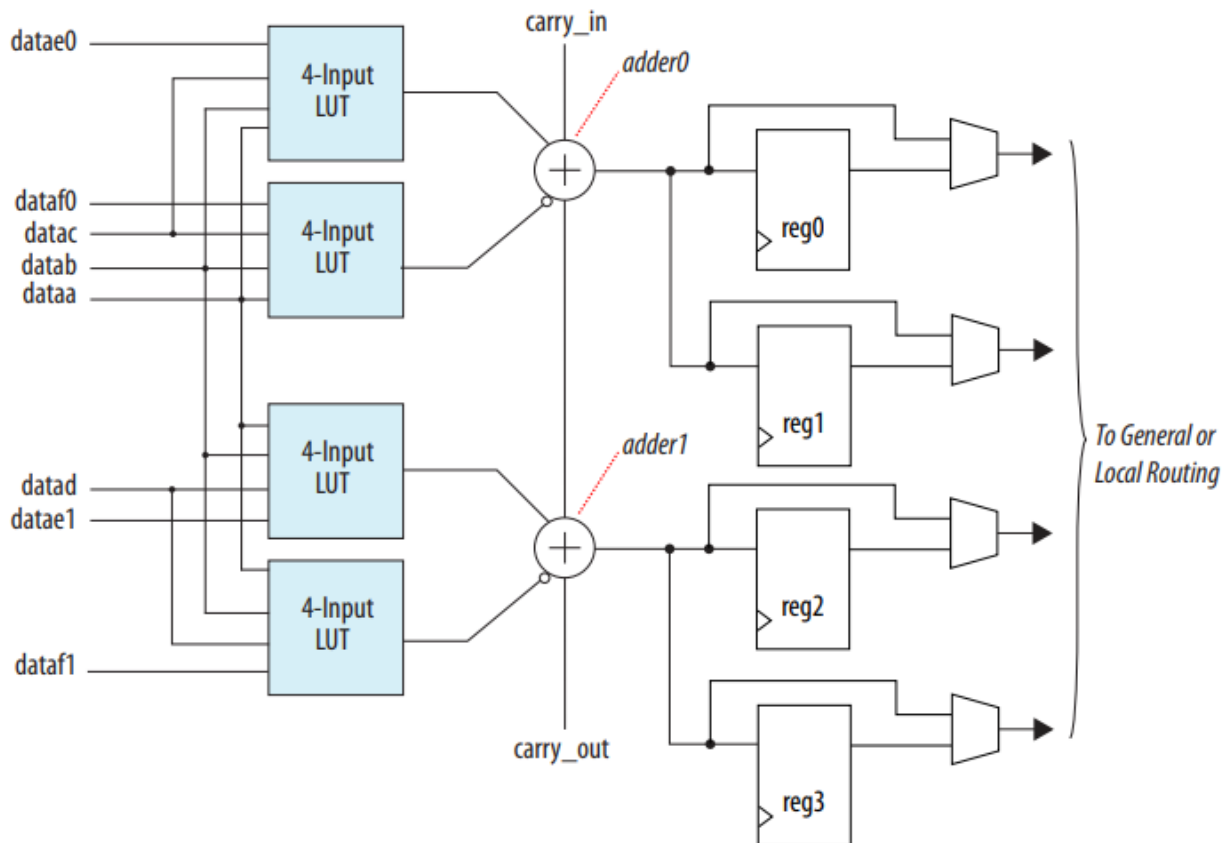 carry_in
datae0
adder0
4-Input
LUT
dataf0
datac
datab
dataa
4-Input
LUT
reg0
reg1
4-Input
LUT
adder1
To General or
Local Routing
datad
datae1
4-Input
LUT
reg2
dataf1
carry_out
reg3